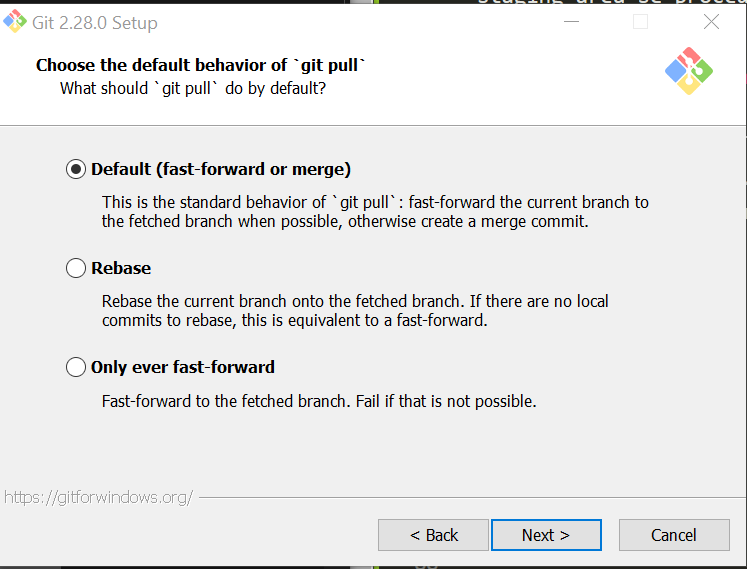 staging area se proced
Git 2.28.0 Setup
Choose the default behavior of `git pull`
What should `git pull` do by default?
Default (fast-forward or merge)
This is the standard behavior of `git pull`: fast-forward the current branch to
the fetched branch when possible, otherwise create a merge commit.
Rebase
Rebase the current branch onto the fetched branch. If there are no local
commits to rebase, this is equivalent to a fast-forward.
Only ever fast-forward
Fast-forward to the fetched branch. Fail if that is not possible.
https://gitforwindows.org/
< Back
Next >
Cancel